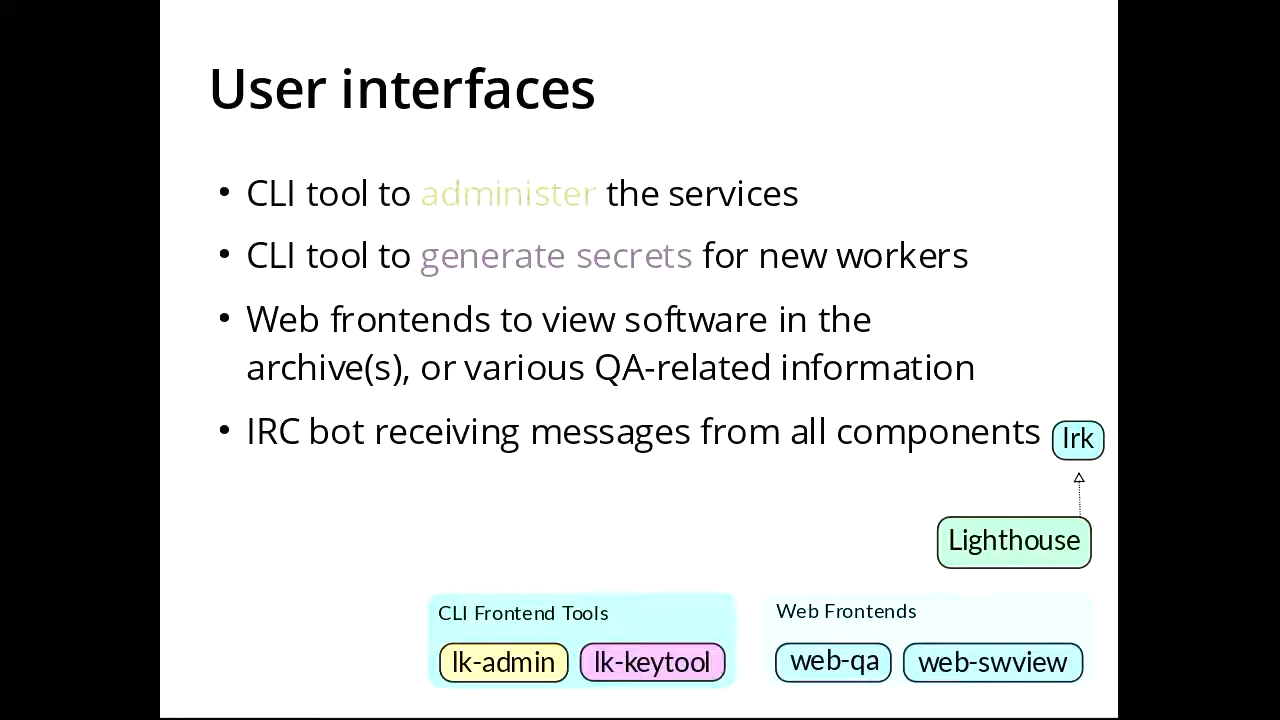 User interfaces
• CLI tool to administer the services
• CLI tool to generate secrets for new workers
• Web frontends to view software in the
archive(s), or various QA-related information
• IRC bot receiving messages from all components
Irk
Lighthouse
CLI Frontend Tools
lk-admin
lk-keytool
Web Frontends
web-qa
web-swview